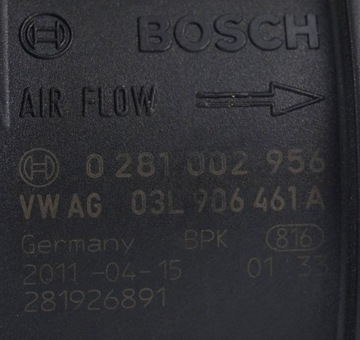 BOSCH
AIR FLOW
0 281 002 956
VW AG 03L 906 461 A
Germany BPK 816
2011-04-15 01 33
281926891